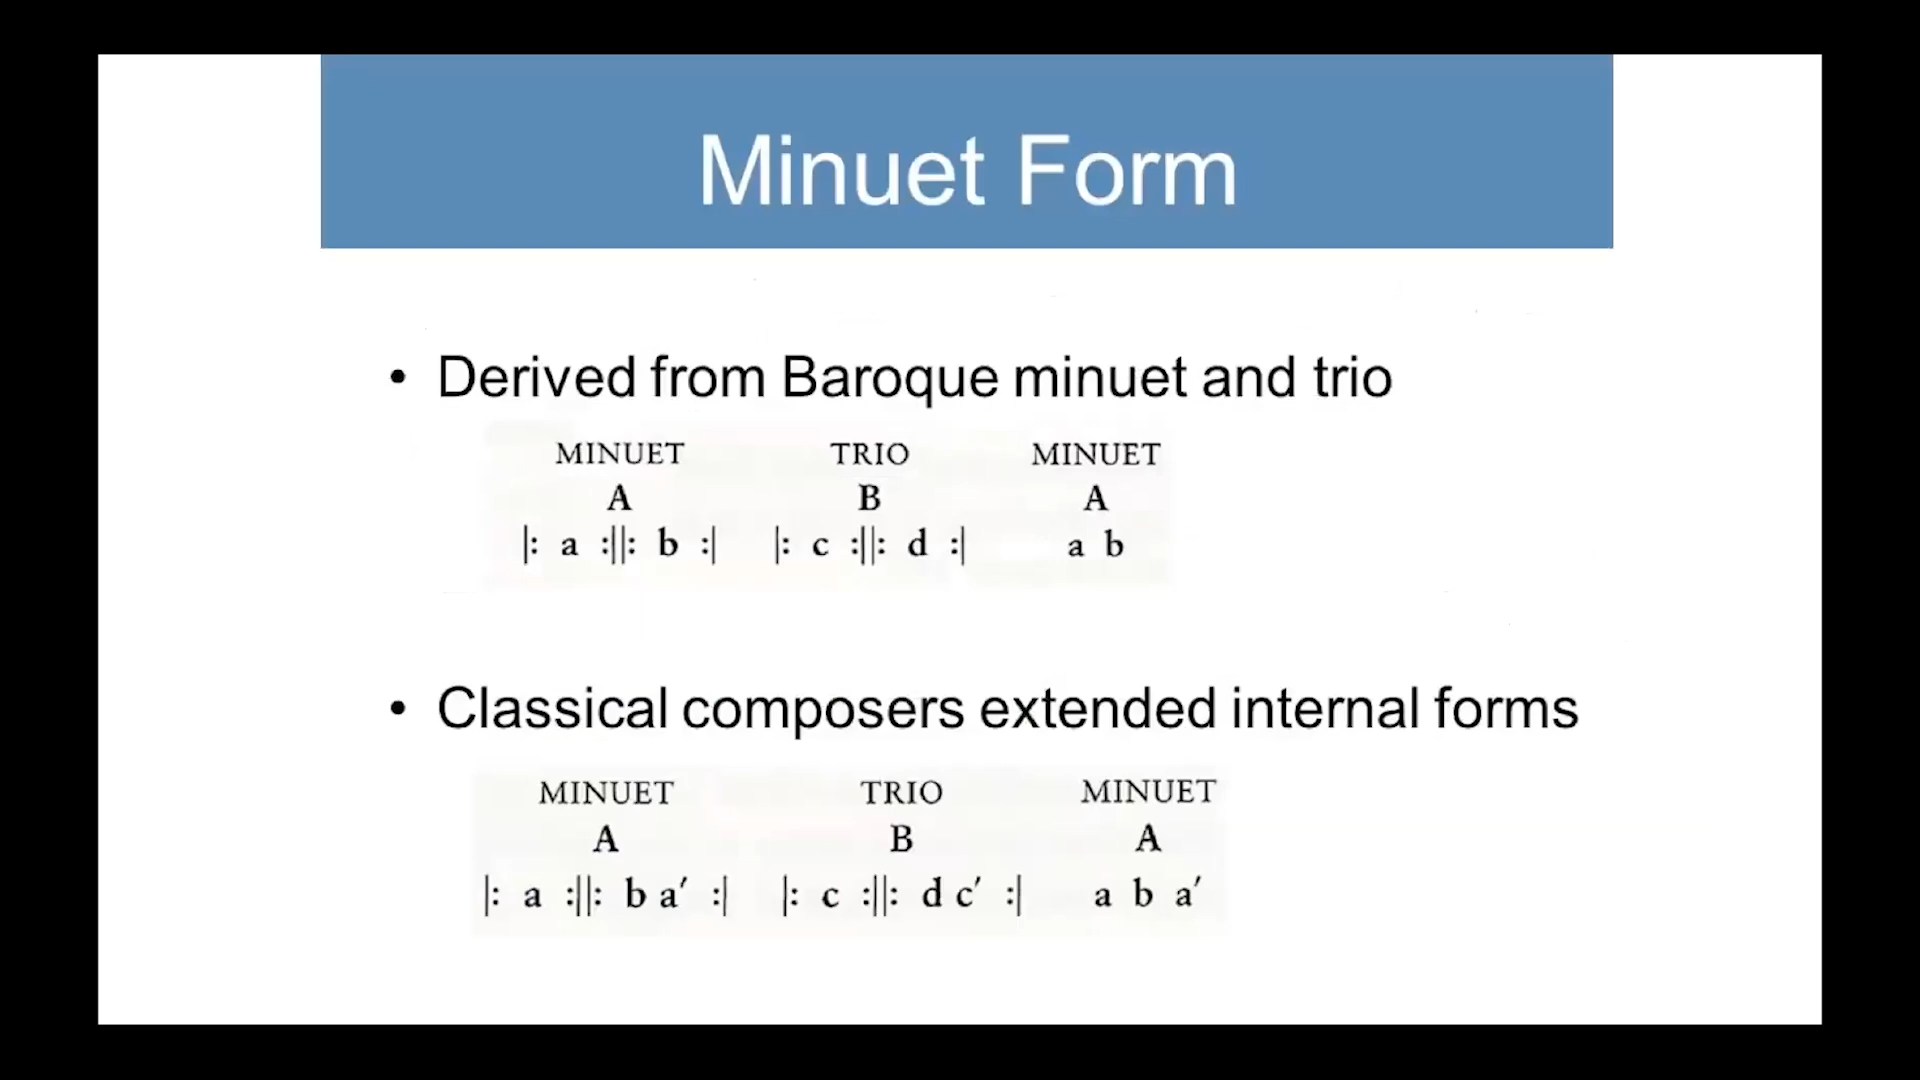 Minuet Form
• Derived from Baroque minuet and trio
MINUET TRIO MINUET
A B A
|: a :||: b :| |: c :||: d :| a b
• Classical composers extended internal forms
MINUET TRIO MINUET
A B A
|: a :||: b a′ :| |: c :||: d c′ :| a b a′